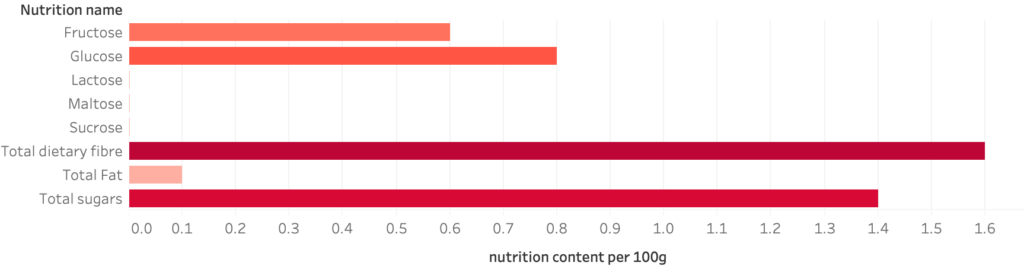 Nutrition name
Fructose
Glucose
Lactose
Maltose
Sucrose
Total dietary fibre
Total Fat
Total sugars
0.0 0.1 0.2 0.3 0.4 0.5 0.6 0.7 0.8 0.9 1.0 1.1 1.2 1.3 1.4 1.5 1.6
nutrition content per 100g